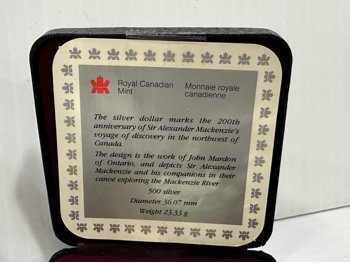 Royal Canadian Mint
Monnaie royale canadienne
The silver dollar marks the 200th
anniversary of Sir Alexander Mackenzie's
voyage of discovery in the northwest of
Canada.
The design is the work of John Mardon
of Ontario, and depicts Sir Alexander
Mackenzie and his companions in their
canoe exploring the Mackenzie River.
500 silver
Diameter 36.07 mm
Weight 23.33 g